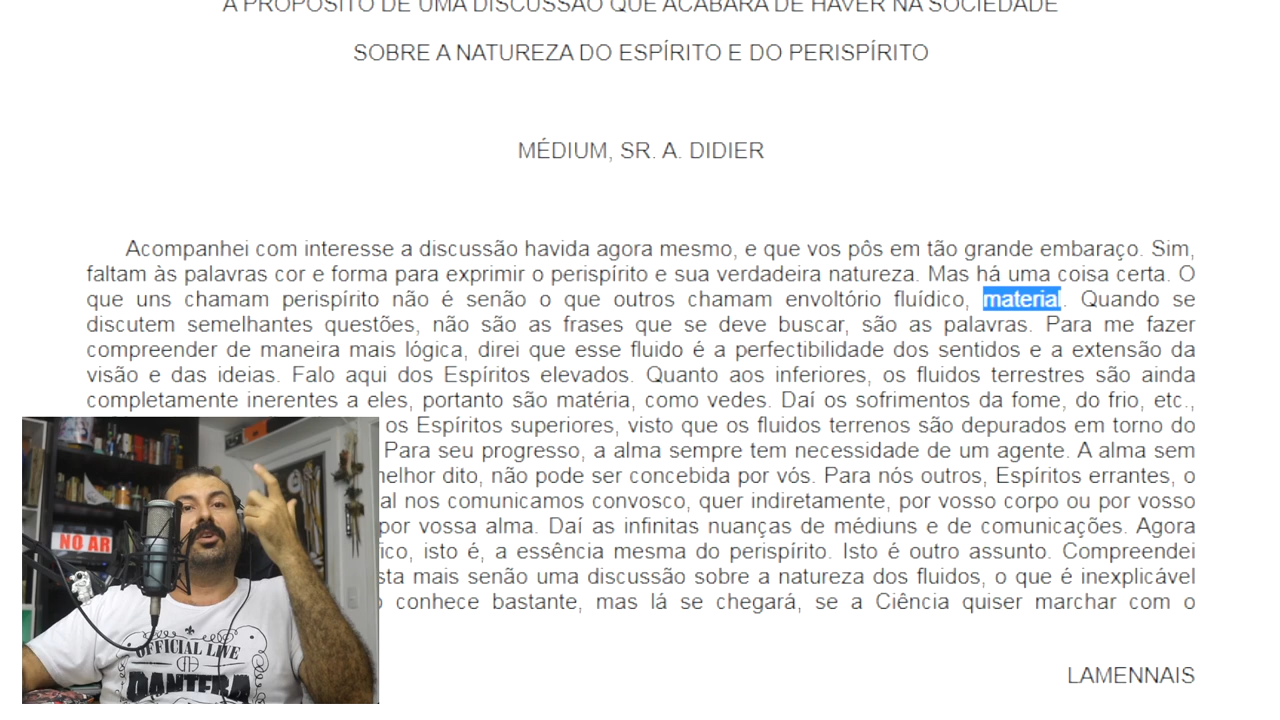 A PROPÓSITO DE UMA DISCUSSÃO QUE ACABARA DE HAVER NA SOCIEDADE
SOBRE A NATUREZA DO ESPÍRITO E DO PERISPÍRITO
MÉDIUM, SR. A. DIDIER
Acompanhei com interesse a discussão havida agora mesmo, e que vos pôs em tão grande embaraço. Sim,
faltam às palavras cor e forma para exprimir o perispírito e sua verdadeira natureza. Mas há uma coisa certa. O
que uns chamam perispírito não é senão o que outros chamam envoltório fluídico, material. Quando se
discutem semelhantes questões, não são as frases que se deve buscar, são as palavras. Para me fazer
compreender de maneira mais lógica, direi que esse fluido é a perfectibilidade dos sentidos e a extensão da
visão e das ideias. Falo aqui dos Espíritos elevados. Quanto aos inferiores, os fluidos terrestres são ainda
completamente inerentes a eles, portanto são matéria, como vedes. Daí os sofrimentos da fome, do frio, etc.,
os Espíritos superiores, visto que os fluidos terrenos são depurados em torno do
Para seu progresso, a alma sempre tem necessidade de um agente. A alma sem
melhor dito, não pode ser concebida por vós. Para nós outros, Espíritos errantes, o
al nos comunicamos convosco, quer indiretamente, por vosso corpo ou por vosso
por vossa alma. Daí as infinitas nuanças de médiuns e de comunicações. Agora
ico, isto é, a essência mesma do perispírito. Isto é outro assunto. Compreendei
sta mais senão uma discussão sobre a natureza dos fluidos, o que é inexplicável
conhece bastante, mas lá se chegará, se a Ciência quiser marchar com o
LAMENNAIS
NO AR
OFFICIAL LIVE
PANTERA